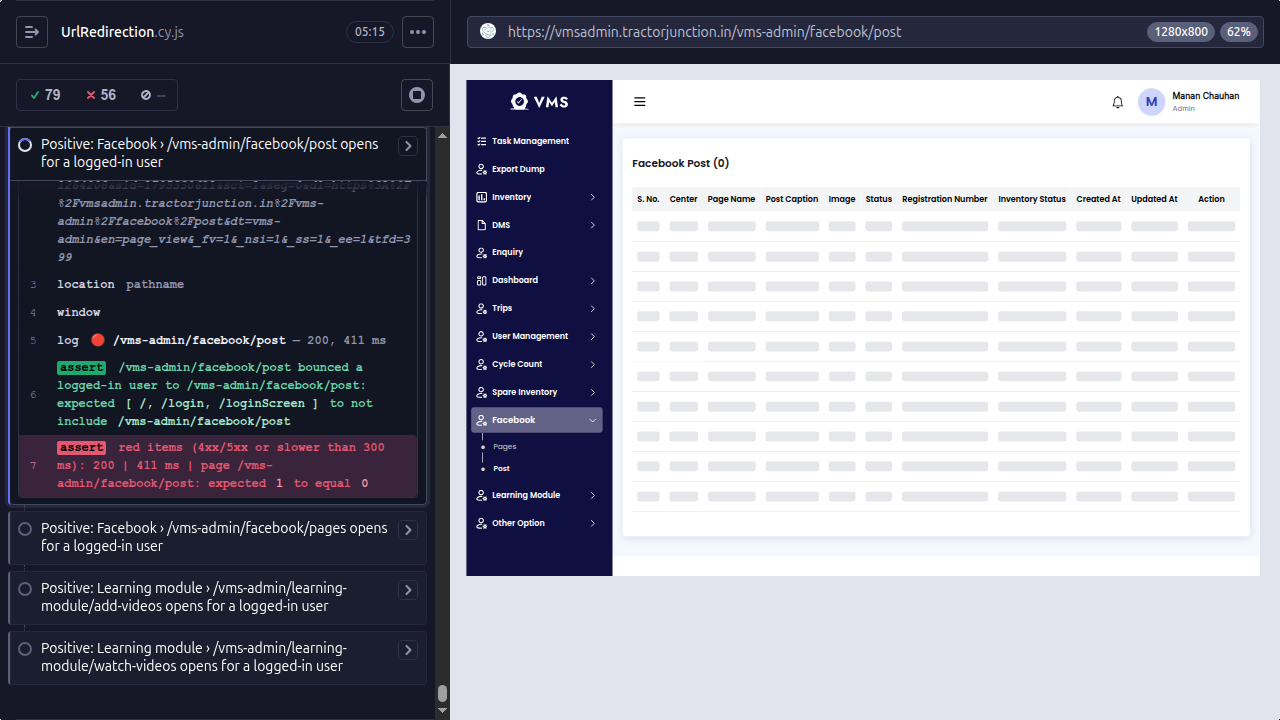 UrlRedirection.cy.js
05:15
79
56
--
Positive: Facebook › /vms-admin/facebook/post opens
for a logged-in user
%2Fvmsadmin.tractorjunction.in%2Fvms-
admin%2Ffacebook%2Fpost&dt=vms-
admin&en=page_view&_fv=1&_nsi=1&_ss=1&_ee=1&tfd=3
99
3 location pathname
4 window
5 log 🔴 /vms-admin/facebook/post — 200, 411 ms
6 assert /vms-admin/facebook/post bounced a
logged-in user to /vms-admin/facebook/post:
expected [ /, /login, /loginScreen ] to not
include /vms-admin/facebook/post
7 assert red items (4xx/5xx or slower than 300
ms): 200 | 411 ms | page /vms-
admin/facebook/post: expected 1 to equal 0
Positive: Facebook › /vms-admin/facebook/pages opens
for a logged-in user
Positive: Learning module › /vms-admin/learning-
module/add-videos opens for a logged-in user
Positive: Learning module › /vms-admin/learning-
module/watch-videos opens for a logged-in user
https://vmsadmin.tractorjunction.in/vms-admin/facebook/post
1280x800
62%
VMS
Task Management
Export Dump
Inventory
DMS
Enquiry
Dashboard
Trips
User Management
Cycle Count
Spare Inventory
Facebook
Pages
Post
Learning Module
Other Option
M
Manan Chauhan
Admin
Facebook Post (0)
S. No. Center Page Name Post Caption Image Status Registration Number Inventory Status Created At Updated At Action